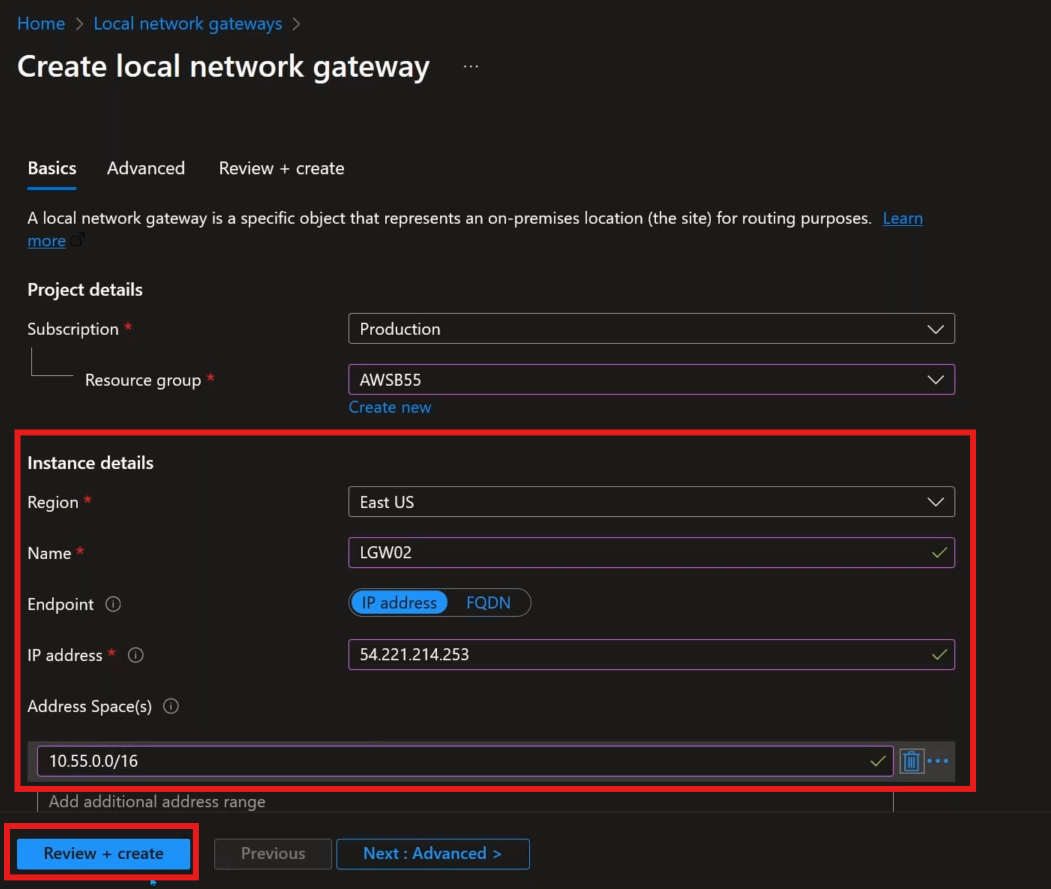 Home > Local network gateways >
Create local network gateway ...
Basics Advanced Review + create
A local network gateway is a specific object that represents an on-premises location (the site) for routing purposes. Learn
more
Project details
Subscription * Production
Resource group * AWSB55
Create new
Instance details
Region * East US
Name * LGW02
Endpoint IP address FQDN
IP address * 54.221.214.253
Address Space(s)
10.55.0.0/16
Add additional address range
Review + create Previous Next : Advanced >